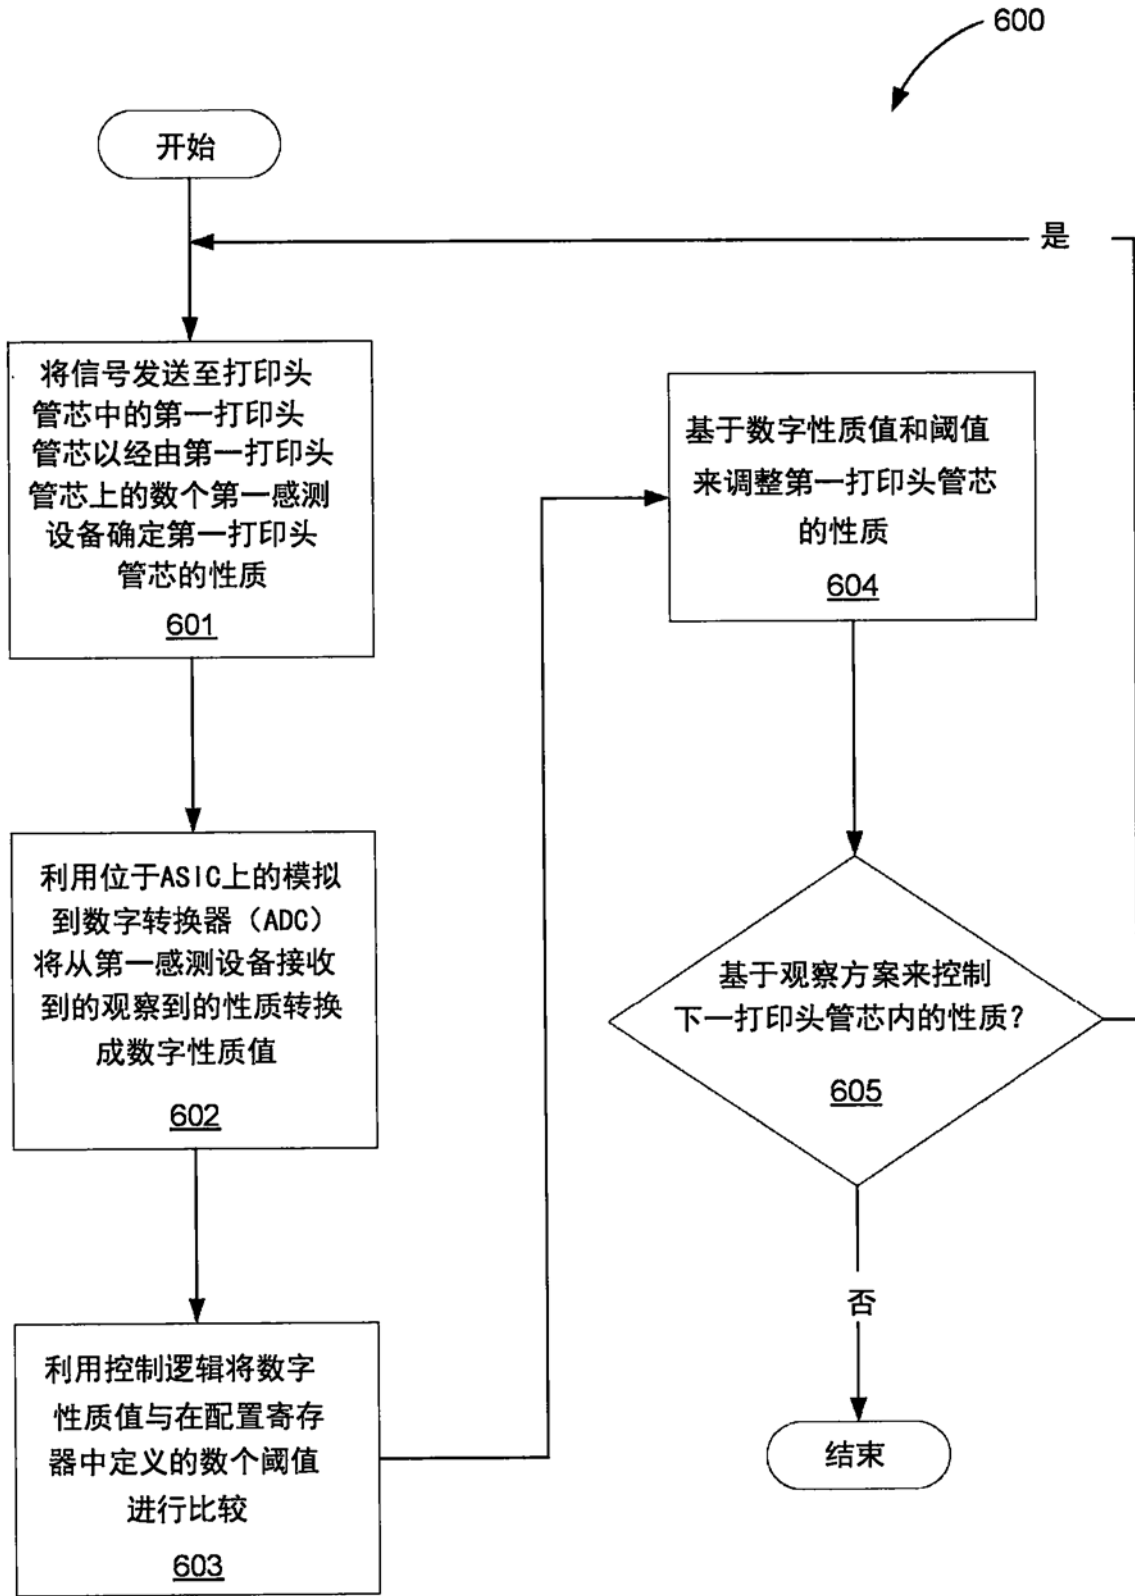 600
开始
是
将信号发送至打印头
管芯中的第一打印头
管芯以经由第一打印头
管芯上的数个第一感测
设备确定第一打印头
管芯的性质
601
利用位于ASIC上的模拟
到数字转换器（ADC）
将从第一感测设备接收
到的观察到的性质转换
成数字性质值
602
利用控制逻辑将数字
性质值与在配置寄存
器中定义的数个阈值
进行比较
603
基于数字性质值和阈值
来调整第一打印头管芯
的性质
604
基于观察方案来控制
下一打印头管芯内的性质？
605
否
结束